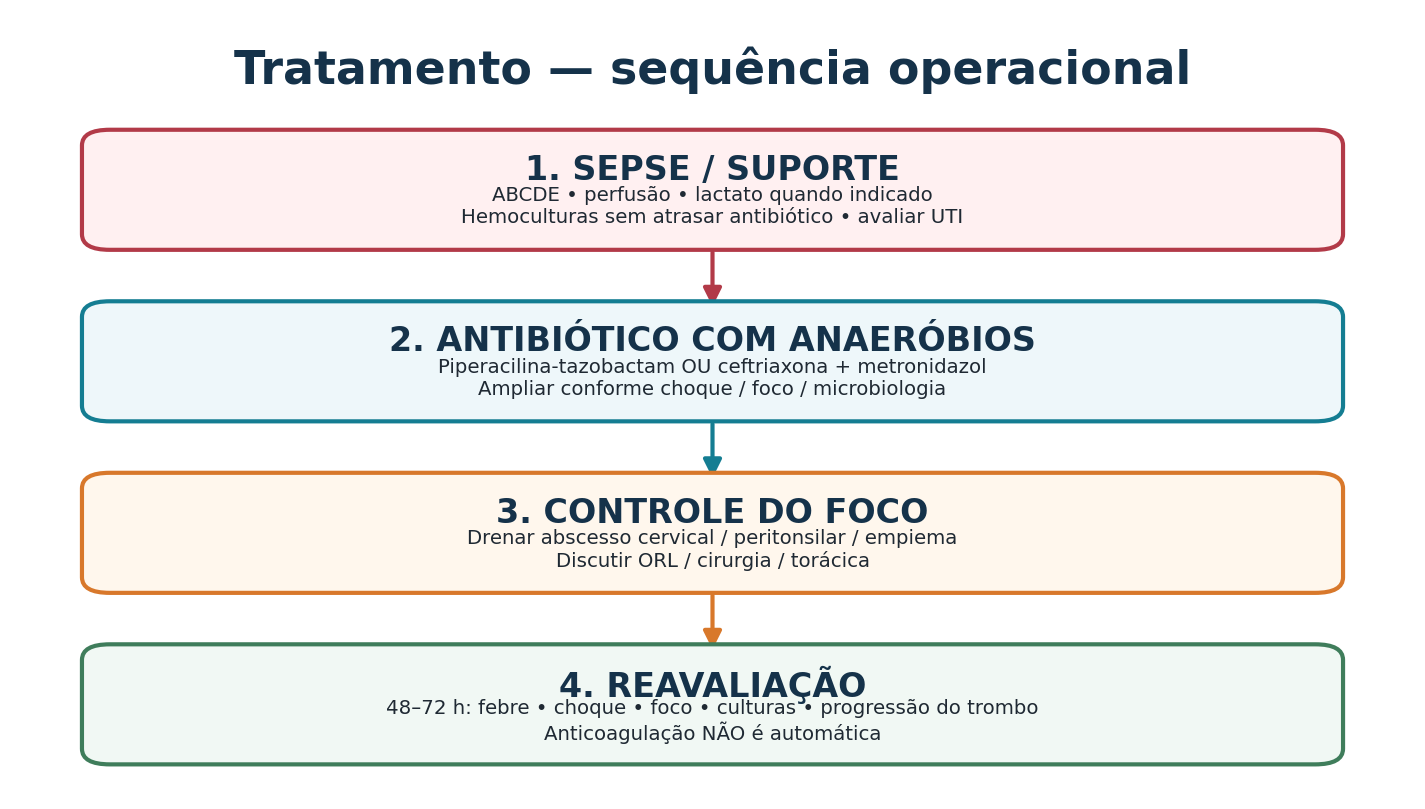 Tratamento — sequência operacional
1. SEPSE / SUPORTE
ABCDE • perfusão • lactato quando indicado
Hemoculturas sem atrasar antibiótico • avaliar UTI
2. ANTIBIÓTICO COM ANAERÓBIOS
Piperacilina-tazobactam OU ceftriaxona + metronidazol
Ampliar conforme choque / foco / microbiologia
3. CONTROLE DO FOCO
Drenar abscesso cervical / peritonsilar / empiema
Discutir ORL / cirurgia / torácica
4. REAVALIAÇÃO
48–72 h: febre • choque • foco • culturas • progressão do trombo
Anticoagulação NÃO é automática